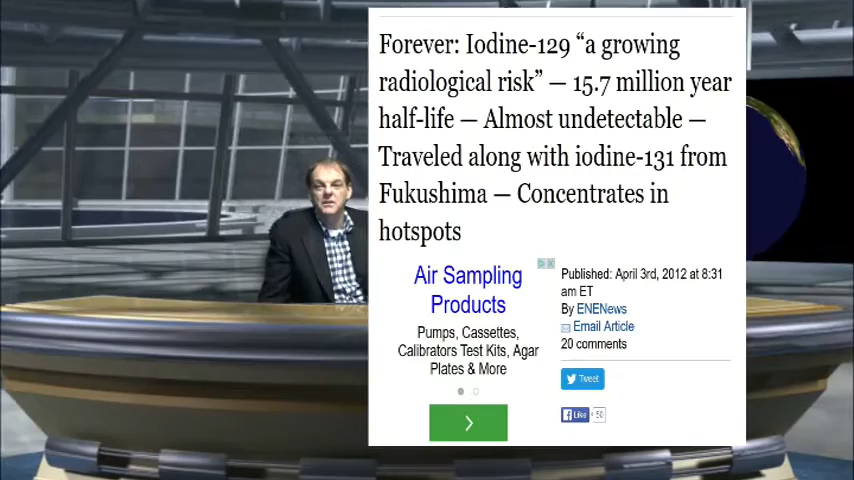 Forever: Iodine-129 “a growing
radiological risk” — 15.7 million year
half-life — Almost undetectable —
Traveled along with iodine-131 from
Fukushima — Concentrates in
hotspots
Air Sampling
Products
Pumps, Cassettes,
Calibrators Test Kits, Agar
Plates & More
Published: April 3rd, 2012 at 8:31
am ET
By ENENews
Email Article
20 comments
Tweet
Like
50